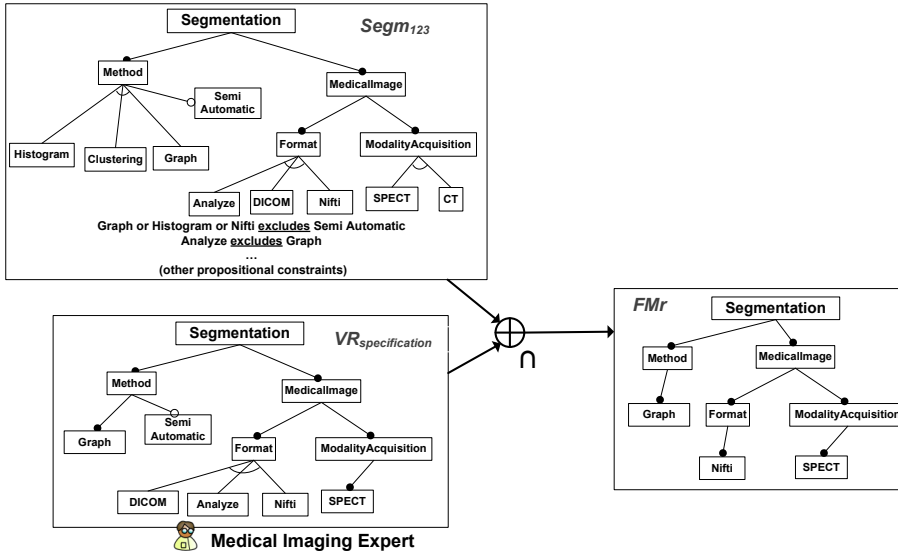 Segmentation
Segm123
Method
MedicalImage
Semi
Automatic
Format
ModalityAcquisition
Histogram
Clustering
Graph
Analyze
DICOM
Nifti
SPECT
CT
Graph or Histogram or Nifti excludes Semi Automatic
Analyze excludes Graph
...
(other propositional constraints)
Segmentation
VRspecification
Method
MedicalImage
Graph
Semi
Automatic
Format
ModalityAcquisition
DICOM
Analyze
Nifti
SPECT
Medical Imaging Expert
∩
FMr
Segmentation
Method
MedicalImage
Graph
Format
ModalityAcquisition
Nifti
SPECT